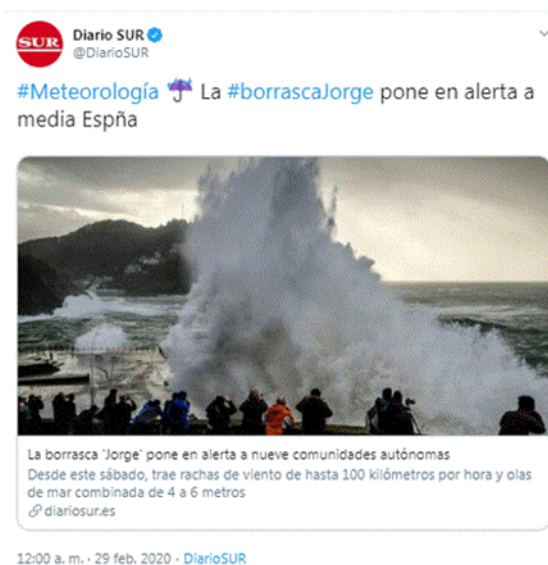 SUR
Diario SUR
@DiarioSUR
#Meteorología ☔ La #borrascaJorge pone en alerta a
media Espña
La borrasca 'Jorge' pone en alerta a nueve comunidades autónomas
Desde este sábado, trae rachas de viento de hasta 100 kilómetros por hora y olas
de mar combinada de 4 a 6 metros
diariosur.es
12:00 a. m. · 29 feb. 2020 · DiarioSUR